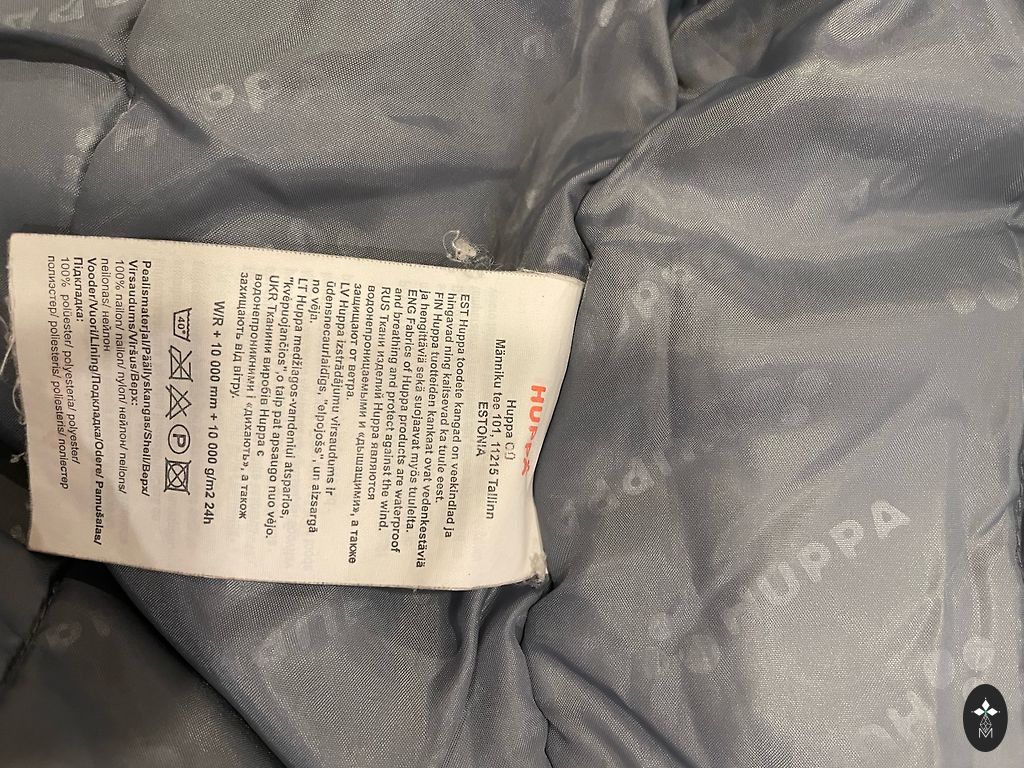 HUPPA
Huppa OÜ
Männiku tee 101, 11215 Tallinn
ESTONIA
EST Huppa toodete kangad on veekindlad ja
hingavad ning kaitsevad ka tuule eest.
FIN Huppa tuotteiden kankaat ovat vedenkestäviä
ja hengittäviä sekä suojaavat myös tuulelta.
ENG Fabrics of Huppa products are waterproof
and breathing and protect against the wind.
RUS Ткани изделий Huppa являются
водонепроницаемыми и «дышащими», а также
защищают от ветра.
LV Huppa izstrādājumu virsaudums ir
ūdensnecaurlaidīgs, "elpojošs", un aizsargā
no vēja.
LT Huppa medžiagos-vandeniui atsparios,
"kvėpuojančios", o taip pat apsaugo nuo vėjo.
UKR Тканини виробів Huppa є
водонепроникними і «дихають», а також
захищають від вітру.
W/R + 10 000 mm + 10 000 g/m2 24h
40°
P
Pealismaterjal/Päällyskangas/Shell/Верх/
Virsaudums/Viršus/Верх:
100% nailon/ nailon/ nylon/ нейлон/ neilons/
neilonas/ нейлон
Vooder/Vuori/Lining/Подкладка/Odere/ Pamušalas/
Підкладка:
100% polüester/ polyesteria/ polyester/
полиэстер/ poliesteris/ poliesteris/ поліестер
HUPPA
M